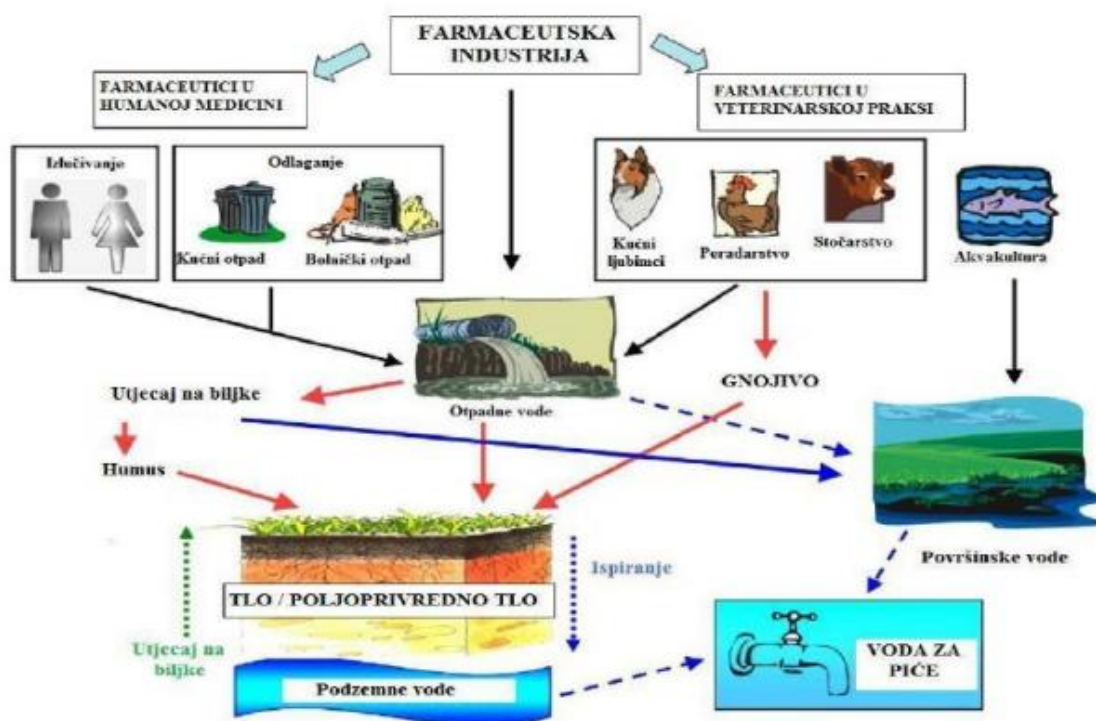 FARMACEUTSKA
INDUSTRIJA
FARMACEUTICI U
HUMANOJ MEDICINI
FARMACEUTICI U
VETERINARSKOJ PRAKSI
Izlučivanje
Odlaganje
Kućni otpad
Bolnički otpad
Kućni
ljubimci
Peradarstvo
Stočarstvo
Akvakultura
Utjecaj na biljke
Otpadne vode
GNOJIVO
Humus
Površinske vode
Ispiranje
TLO / POLJOPRIVREDNO TLO
Utjecaj na
biljke
Podzemne vode
VODA ZA
PIĆE